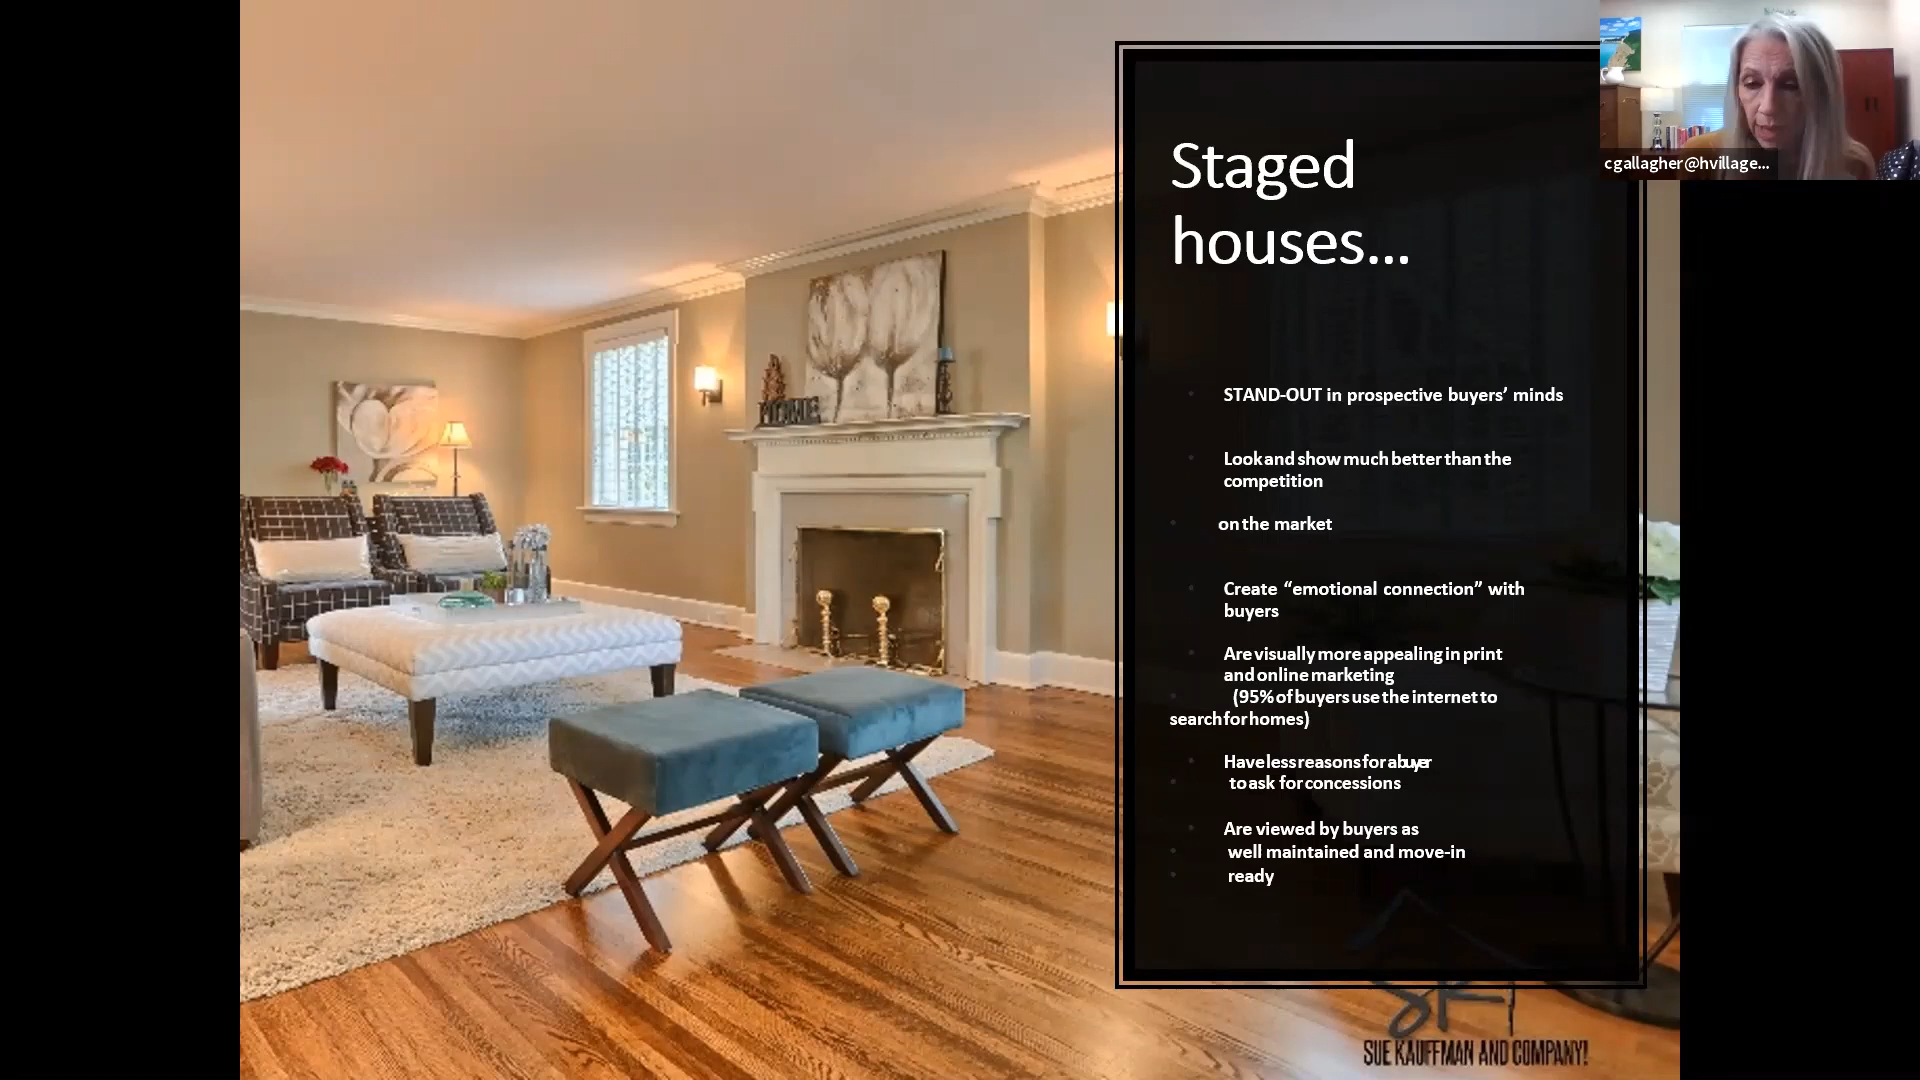 cgallagher@hvillage...
Staged
houses...
HOME
STAND-OUT in prospective buyers’ minds
Look and show much better than the
competition
on the market
Create “emotional connection” with
buyers
Are visually more appealing in print
and online marketing
(95% of buyers use the internet to
search for homes)
Have less reasons for a buyer
to ask for concessions
Are viewed by buyers as
well maintained and move-in
ready
SK
SUE KAUFFMAN AND COMPANY!